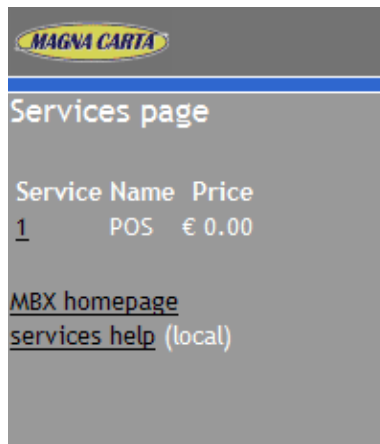 MAGNA CARTA
Services page
Service Name Price
1 POS € 0.00
MBX homepage
services help (local)